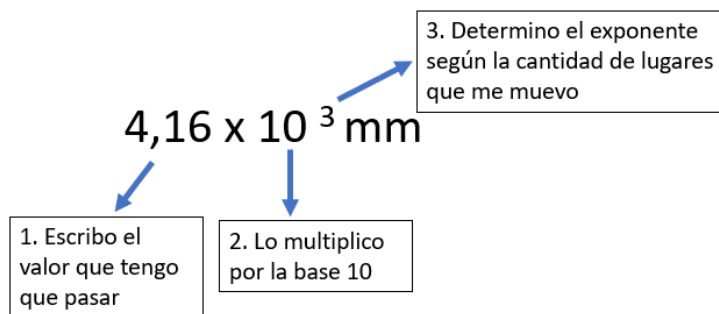 3. Determino el exponente
según la cantidad de lugares
que me muevo
4,16 x 10 ³ mm
1. Escribo el
valor que tengo
que pasar
2. Lo multiplico
por la base 10